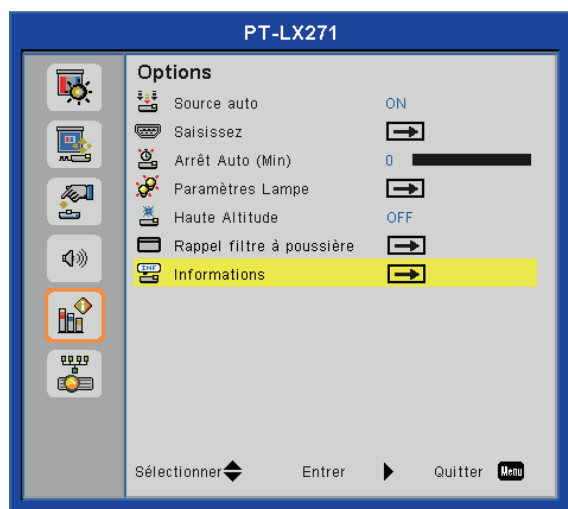 PT-LX271
Options
Source auto ON
Saisissez
Arrêt Auto (Min) 0
Paramètres Lampe
Haute Altitude OFF
Rappel filtre à poussière
INF Informations
Sélectionner Entrer Quitter Menu